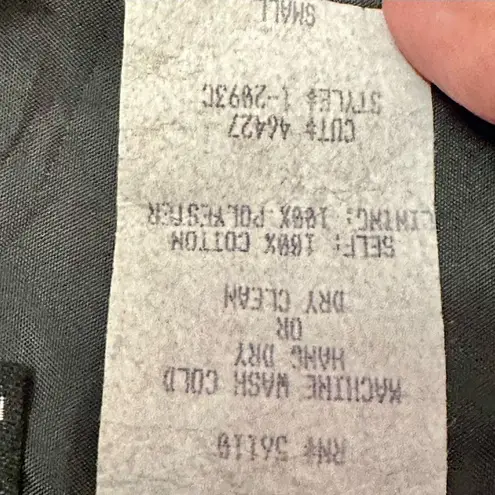 RN# 56110
MACHINE WASH COLD
HANG DRY
OR
DRY CLEAN
SELF: 100% COTTON
LINING: 100% POLYESTER
CUT# 46427
STYLE# 1-2093C
SMALL